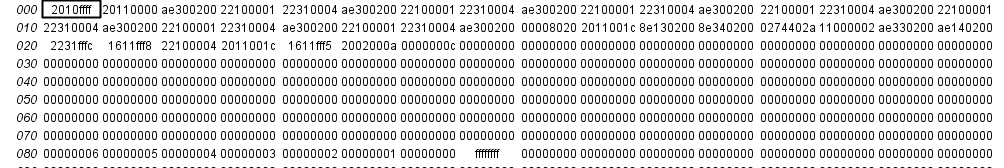 000 2010ffff 20110000 ae300200 22100001 22310004 ae300200 22100001 22310004 ae300200 22100001 22310004 ae300200 22100001 22310004 ae300200 22100001
010 22310004 ae300200 22100001 22310004 ae300200 22100001 22310004 ae300200 00008020 2011001c 8e130200 8e340200 0274402a 11000002 ae330200 ae140200
020 2231fffc 1611fff8 22100004 2011001c 1611fff5 2002000a 0000000c 00000000 00000000 00000000 00000000 00000000 00000000 00000000 00000000 00000000
030 00000000 00000000 00000000 00000000 00000000 00000000 00000000 00000000 00000000 00000000 00000000 00000000 00000000 00000000 00000000 00000000
040 00000000 00000000 00000000 00000000 00000000 00000000 00000000 00000000 00000000 00000000 00000000 00000000 00000000 00000000 00000000 00000000
050 00000000 00000000 00000000 00000000 00000000 00000000 00000000 00000000 00000000 00000000 00000000 00000000 00000000 00000000 00000000 00000000
060 00000000 00000000 00000000 00000000 00000000 00000000 00000000 00000000 00000000 00000000 00000000 00000000 00000000 00000000 00000000 00000000
070 00000000 00000000 00000000 00000000 00000000 00000000 00000000 00000000 00000000 00000000 00000000 00000000 00000000 00000000 00000000 00000000
080 00000006 00000005 00000004 00000003 00000002 00000001 00000000 ffffffff 00000000 00000000 00000000 00000000 00000000 00000000 00000000 00000000